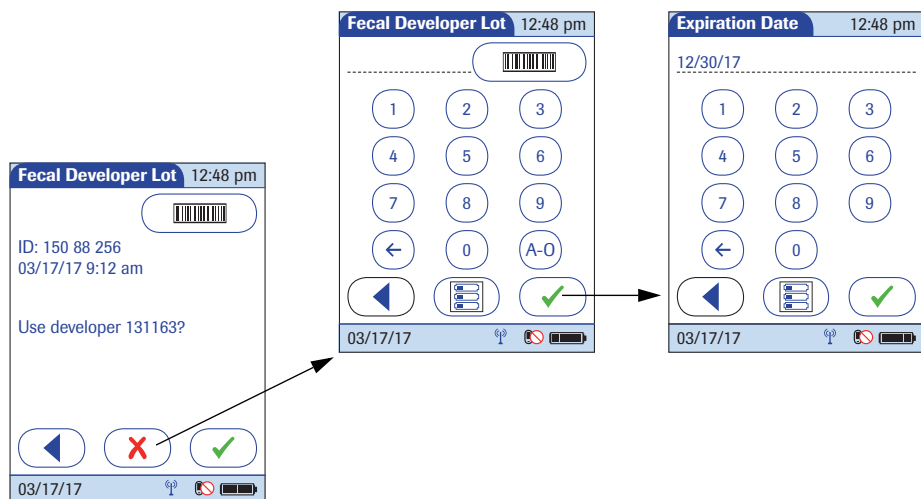 Fecal Developer Lot 12:48 pm
ID: 150 88 256
03/17/17 9:12 am
Use developer 131163?
03/17/17
Fecal Developer Lot 12:48 pm
1 2 3
4 5 6
7 8 9
0 A-O
03/17/17
Expiration Date 12:48 pm
12/30/17
1 2 3
4 5 6
7 8 9
0
03/17/17